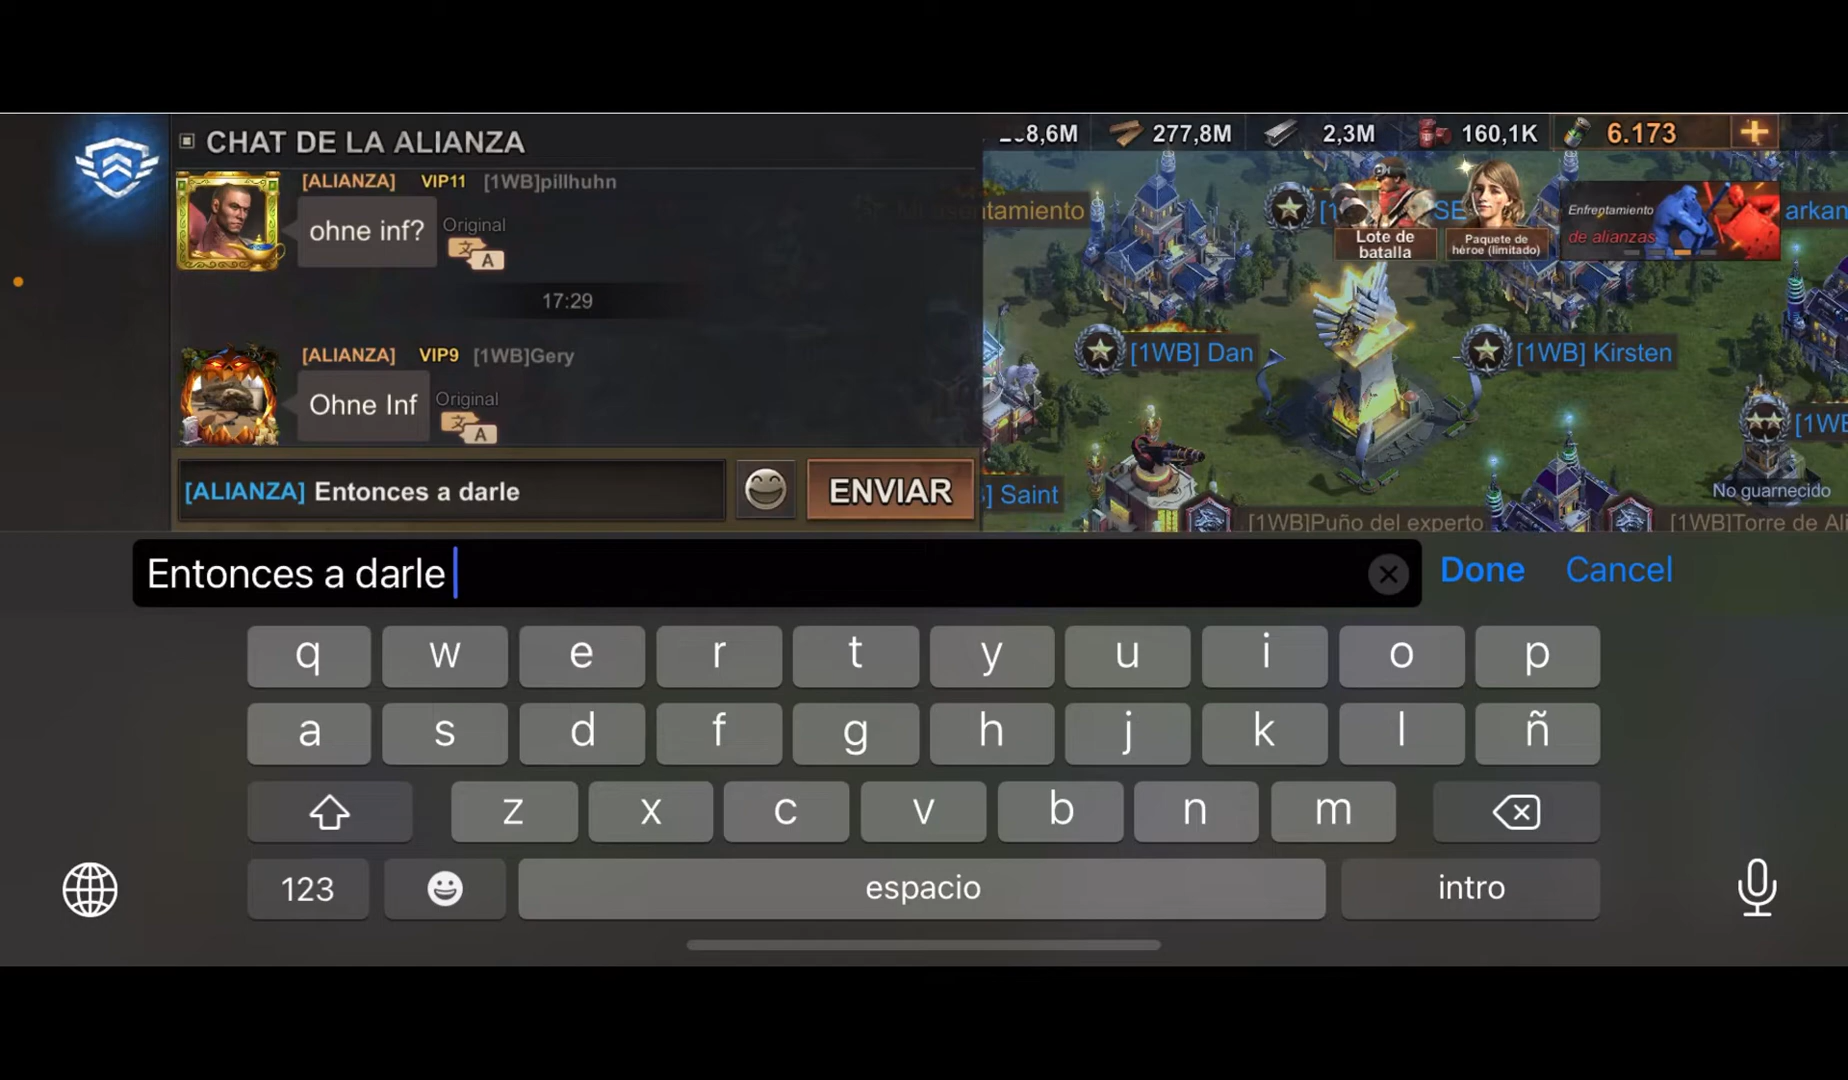 CHAT DE LA ALIANZA
[ALIANZA] VIP11 [1WB]pillhuhn
ohne inf?
Original
17:29
[ALIANZA] VIP9 [1WB]Gery
Ohne Inf
Original
[ALIANZA] Entonces a darle
ENVIAR
8,6M 277,8M 2,3M 160,1K 6.173
Lote de
batalla
Paquete de
héroe (limitado)
Enfrentamiento
de alianzas
[1WB] Dan
[1WB] Kirsten
Saint
No guarnecido
[1WB]Puño del experto
[1WB]Torre de Ali
Entonces a darle
Done Cancel
q w e r t y u i o p
a s d f g h j k l ñ
z x c v b n m
123 espacio intro